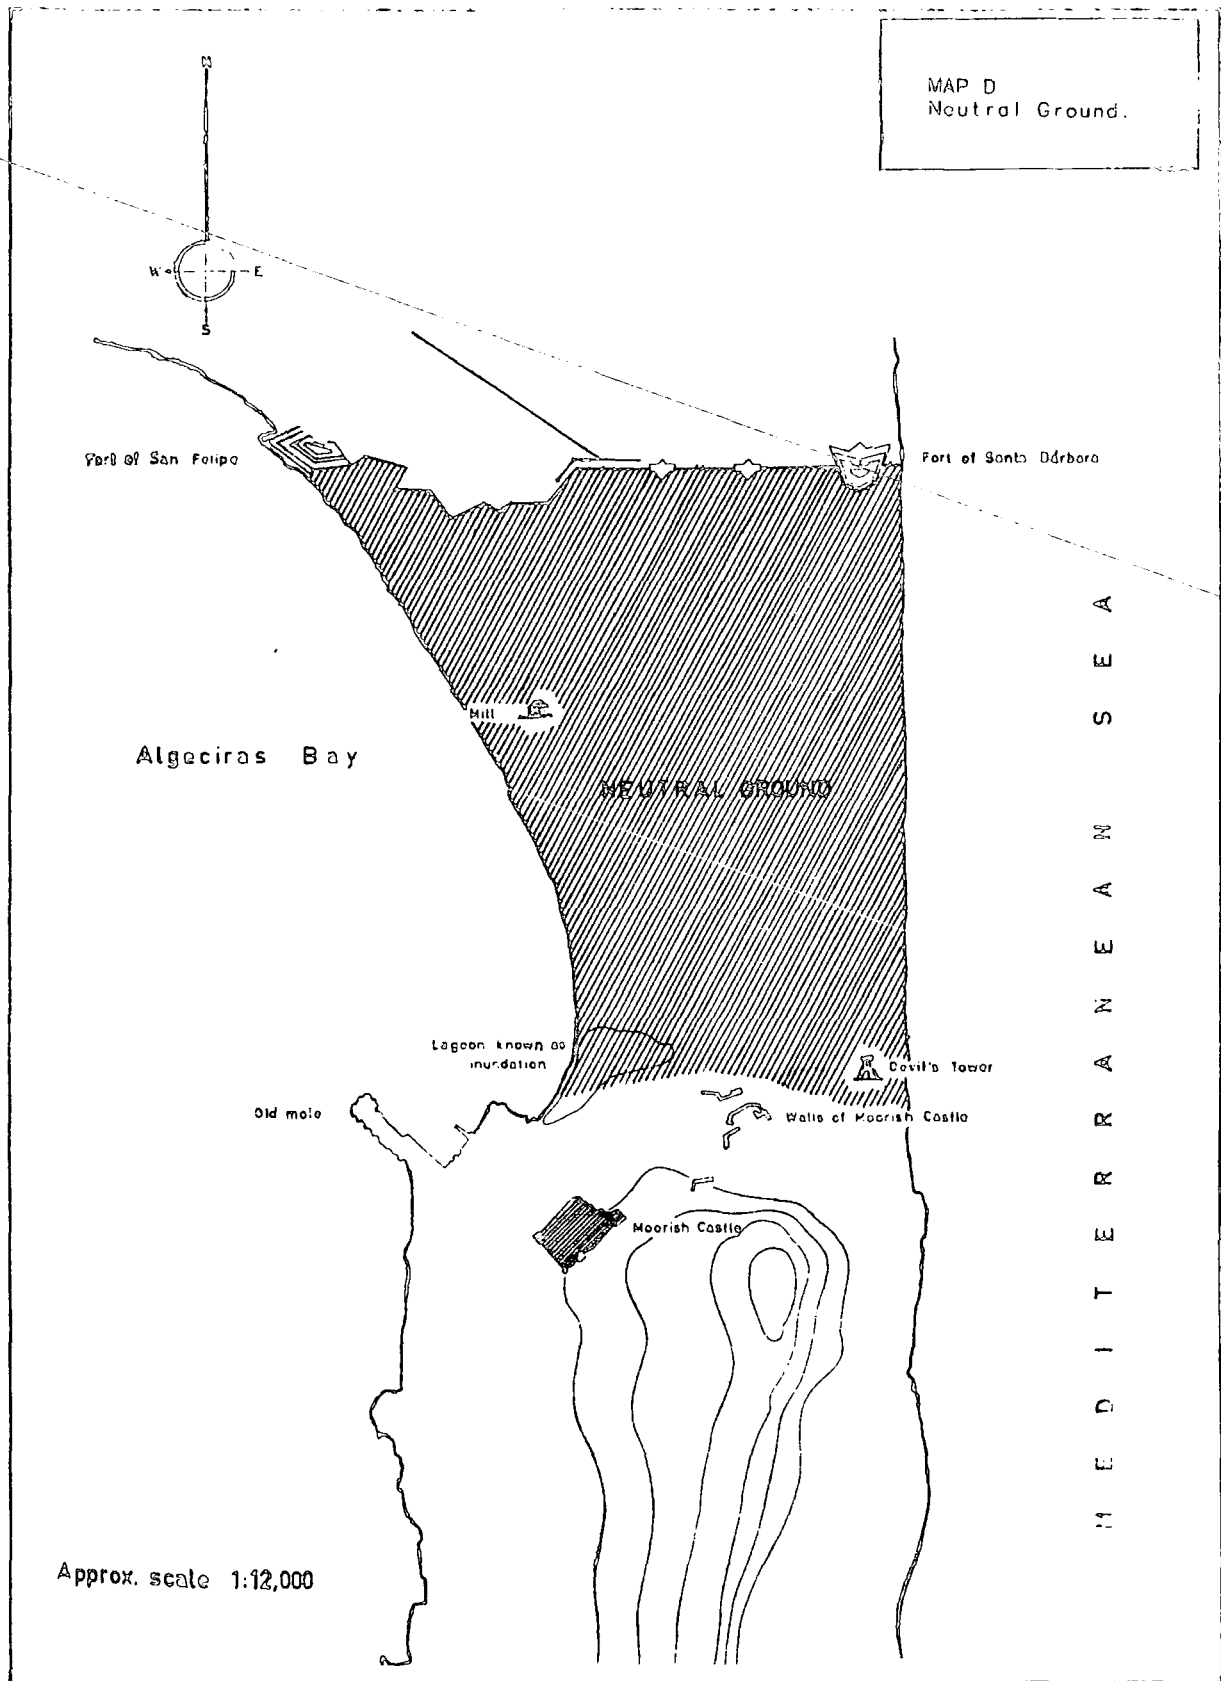 MAP D
Neutral Ground.
N
W
E
S
Fort of San Felipe
Fort of Santa Bárbara
Mill
Algeciras Bay
NEUTRAL GROUND
MEDITERRANEAN SEA
Lagoon known as
inundation
Devil's Tower
Old mole
Walls of Moorish Castle
Moorish Castle
Approx. scale 1:12,000